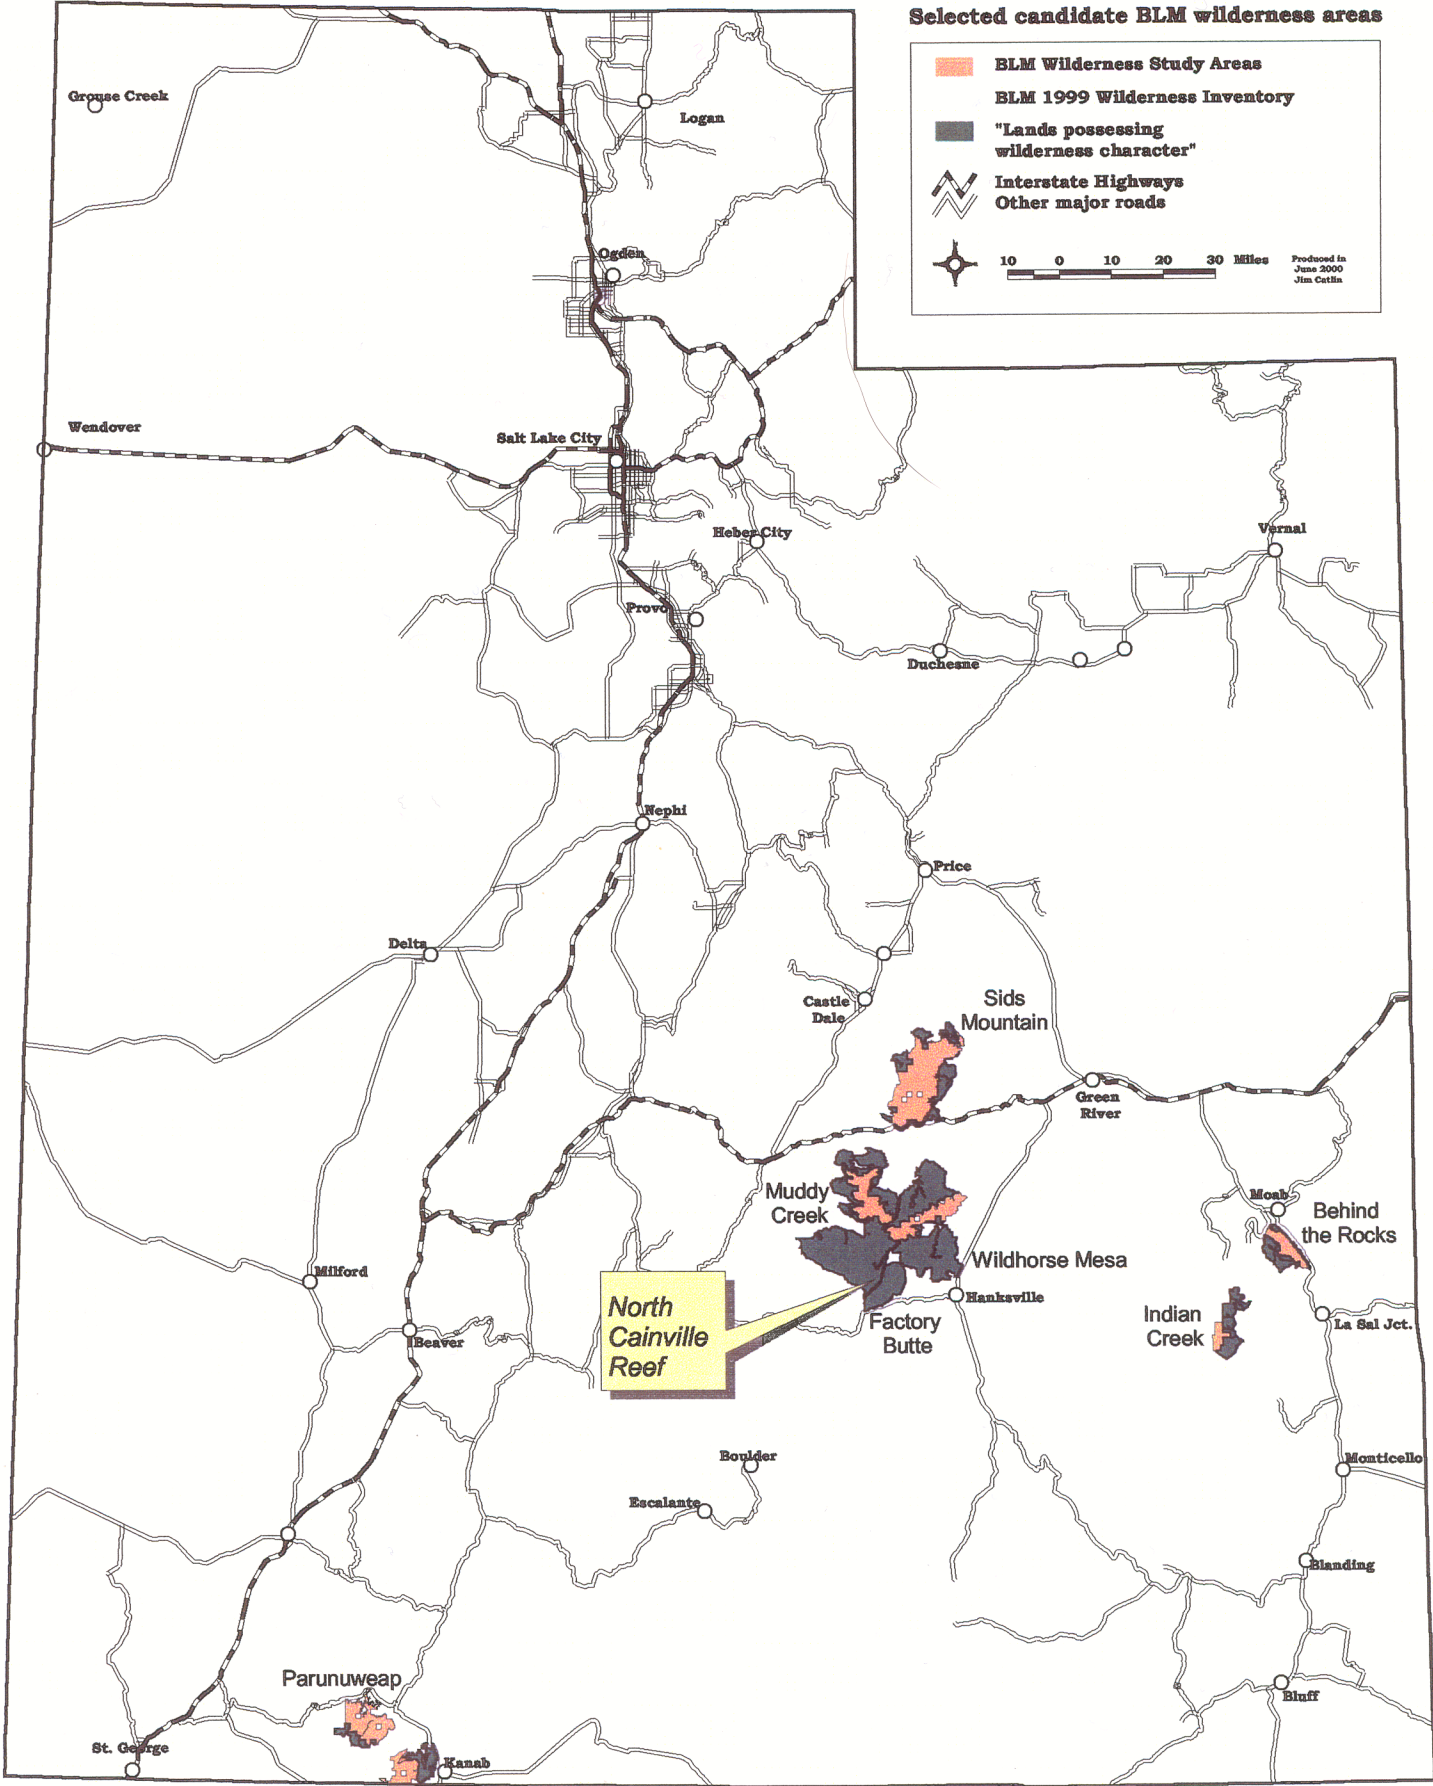 Selected candidate BLM wilderness areas
BLM Wilderness Study Areas
BLM 1999 Wilderness Inventory
"Lands possessing
wilderness character"
Interstate Highways
Other major roads
10 0 10 20 30 Miles
Produced in
June 2000
Jim Catlin
Grouse Creek
Logan
Ogden
Wendover
Salt Lake City
Heber City
Vernal
Provo
Duchesne
Nephi
Price
Delta
Castle
Dale
Sids
Mountain
Green
River
Muddy
Creek
Moab
Behind
the Rocks
Wildhorse Mesa
Milford
Hanksville
North
Cainville
Reef
Factory
Butte
Indian
Creek
La Sal Jct.
Beaver
Boulder
Monticello
Escalante
Blanding
Parunuweap
Bluff
St. George
Kanab